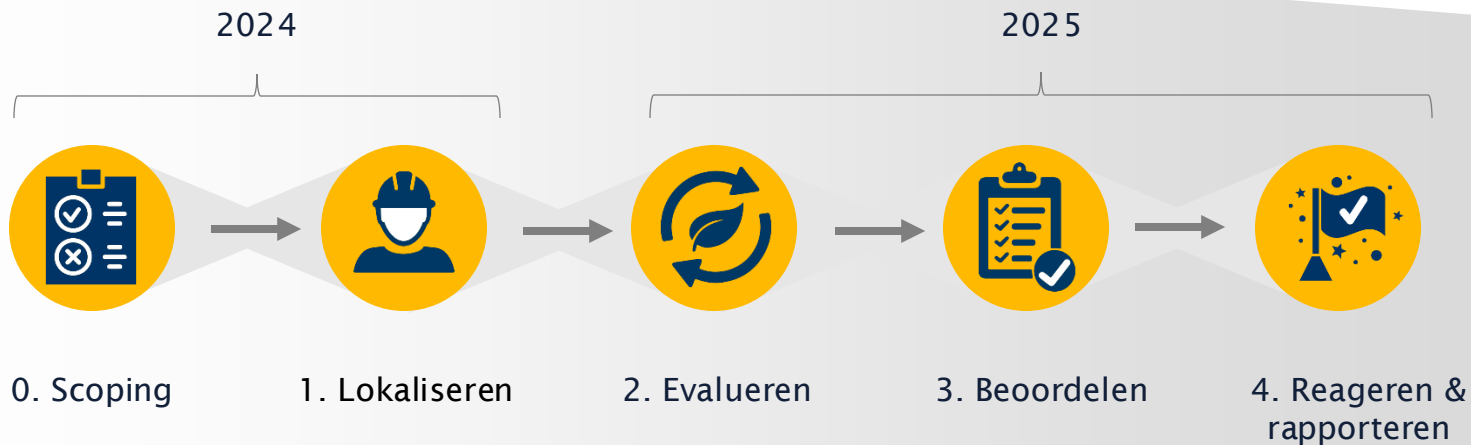 2024
2025
0. Scoping
1. Lokaliseren
2. Evalueren
3. Beoordelen
4. Reageren &
rapporteren